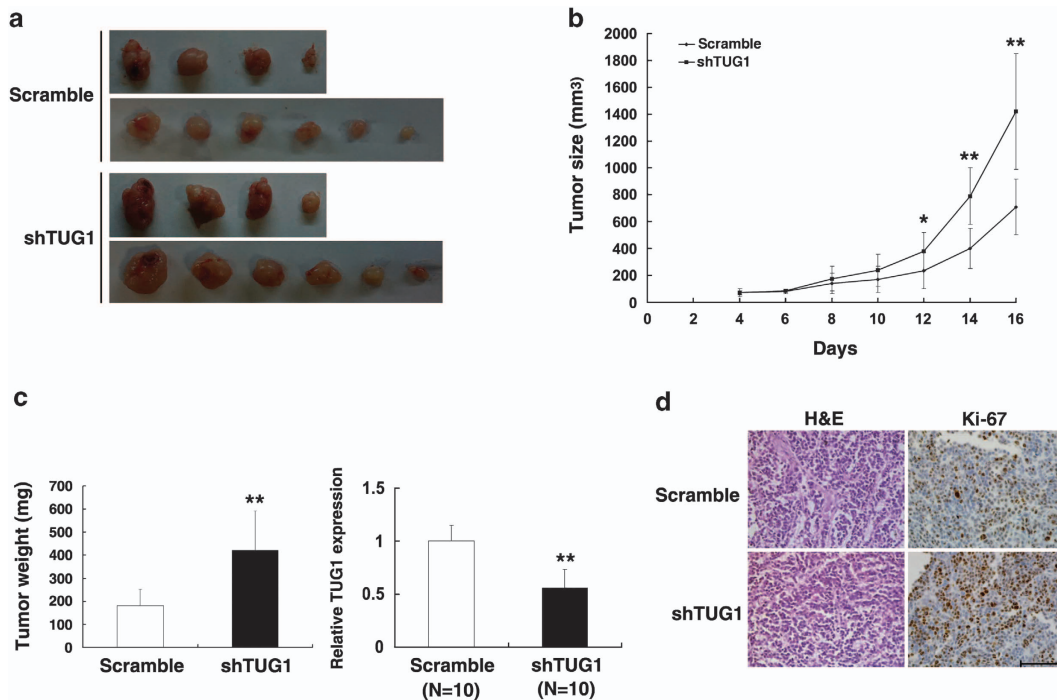 a
Scramble
shTUG1
b
Scramble
shTUG1
Tumor size (mm3)
2000
1800
1600
1400
1200
1000
800
600
400
200
0
*
**
**
0 2 4 6 8 10 12 14 16
Days
c
Tumor weight (mg)
700
600
500
400
300
200
100
0
**
Scramble shTUG1
Relative TUG1 expression
1.5
1
0.5
0
**
Scramble shTUG1
(N=10) (N=10)
d
H&E Ki-67
Scramble
shTUG1